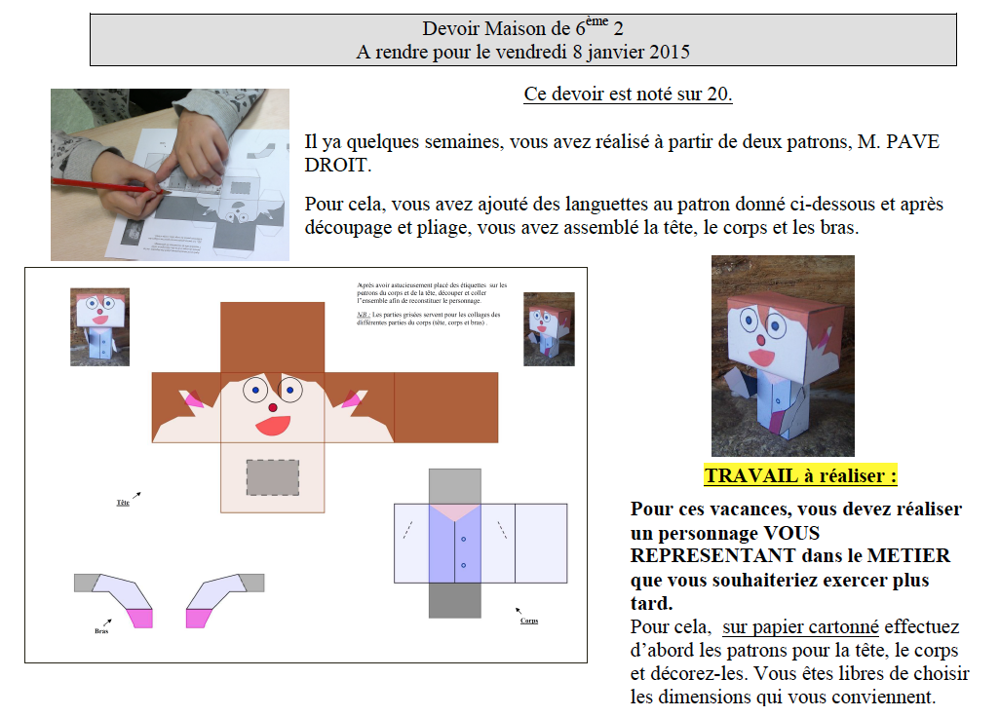 Devoir Maison de 6ème 2
A rendre pour le vendredi 8 janvier 2015
Ce devoir est noté sur 20.
Il ya quelques semaines, vous avez réalisé à partir de deux patrons, M. PAVE
DROIT.
Pour cela, vous avez ajouté des languettes au patron donné ci-dessous et après
découpage et pliage, vous avez assemblé la tête, le corps et les bras.
Après avoir astucieusement placé des étiquettes sur les
patrons du corps et de la tête, découper et coller
l'ensemble afin de reconstituer le personnage.
NB : Les parties grisées servent pour les collages des
différentes parties du corps (tête, corps et bras) .
Tête
Bras
Corps
TRAVAIL à réaliser :
Pour ces vacances, vous devez réaliser
un personnage VOUS
REPRESENTANT dans le METIER
que vous souhaiteriez exercer plus
tard.
Pour cela, sur papier cartonné effectuez
d'abord les patrons pour la tête, le corps
et décorez-les. Vous êtes libres de choisir
les dimensions qui vous conviennent.